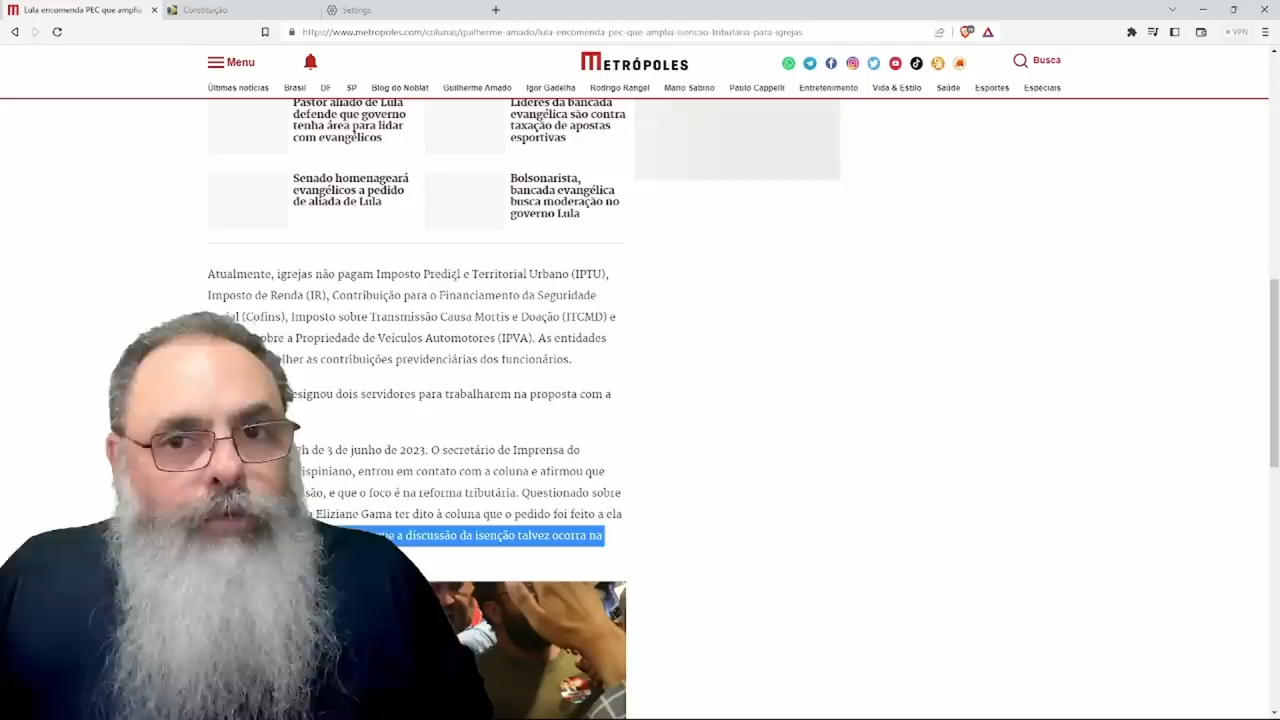 Lula encomenda PEC que amplia
Constituição
Settings
https://www.metropoles.com/colunas/guilherme-amado/lula-encomenda-pec-que-amplia-isencao-tributaria-para-igrejas
VPN
Menu
METRÓPOLES
Busca
Últimas notícias
Brasil
DF
SP
Blog do Noblat
Guilherme Amado
Igor Gadelha
Rodrigo Rangel
Mario Sabino
Paulo Cappelli
Entretenimento
Vida & Estilo
Saúde
Esportes
Especiais
Pastor aliado de Lula
defende que governo
tenha área para lidar
com evangélicos
Líderes da bancada
evangélica são contra
taxação de apostas
esportivas
Senado homenageará
evangélicos a pedido
de aliada de Lula
Bolsonarista,
bancada evangélica
busca moderação no
governo Lula
Atualmente, igrejas não pagam Imposto Predial e Territorial Urbano (IPTU),
Imposto de Renda (IR), Contribuição para o Financiamento da Seguridade
(Cofins), Imposto sobre Transmissão Causa Mortis e Doação (ITCMD) e
obre a Propriedade de Veículos Automotores (IPVA). As entidades
lher as contribuições previdenciárias dos funcionários.
esignou dois servidores para trabalharem na proposta com a
h de 3 de junho de 2023. O secretário de Imprensa do
ispiniano, entrou em contato com a coluna e afirmou que
são, e que o foco é na reforma tributária. Questionado sobre
a Eliziane Gama ter dito à coluna que o pedido foi feito a ela
ue a discussão da isenção talvez ocorra na